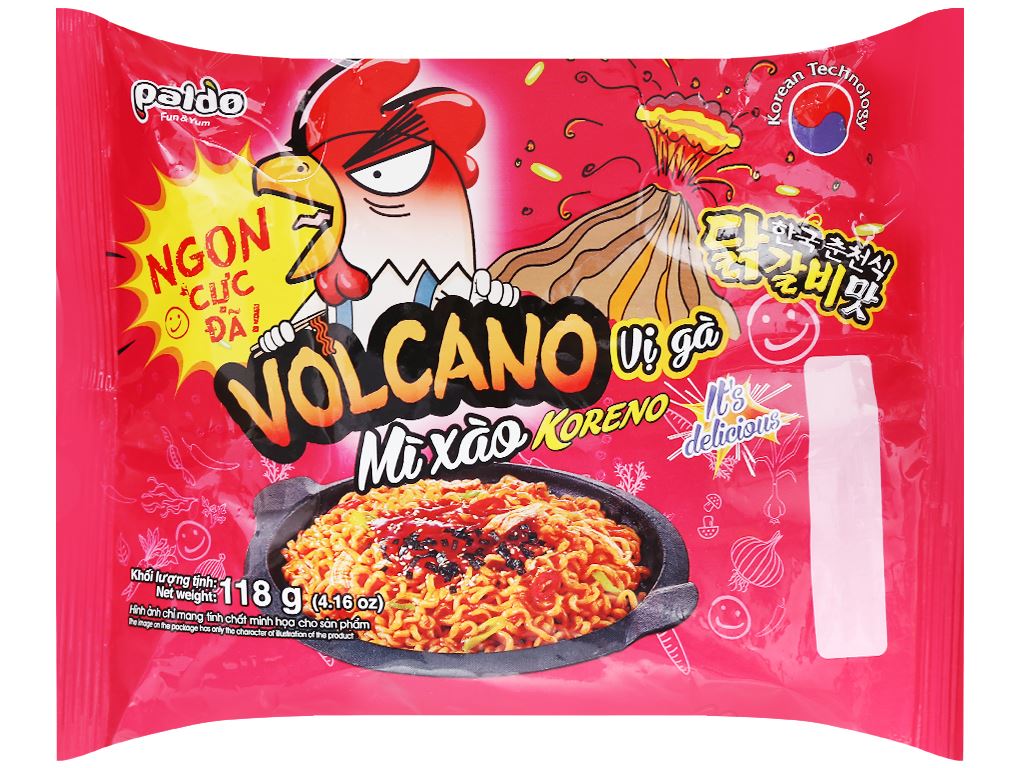 paldo
Fun & Yum
Korean Technology
NGON
CỰC
ĐÃ!
한국 춘천식
닭갈비맛
VOLCANO
Vị gà
Mì xào KORENO
It's
delicious
Khối lượng tịnh:
Net weight: 118 g (4.16 oz)
Hình ảnh chỉ mang tính chất minh họa cho sản phẩm
The image on the package has only the character of illustration of the product